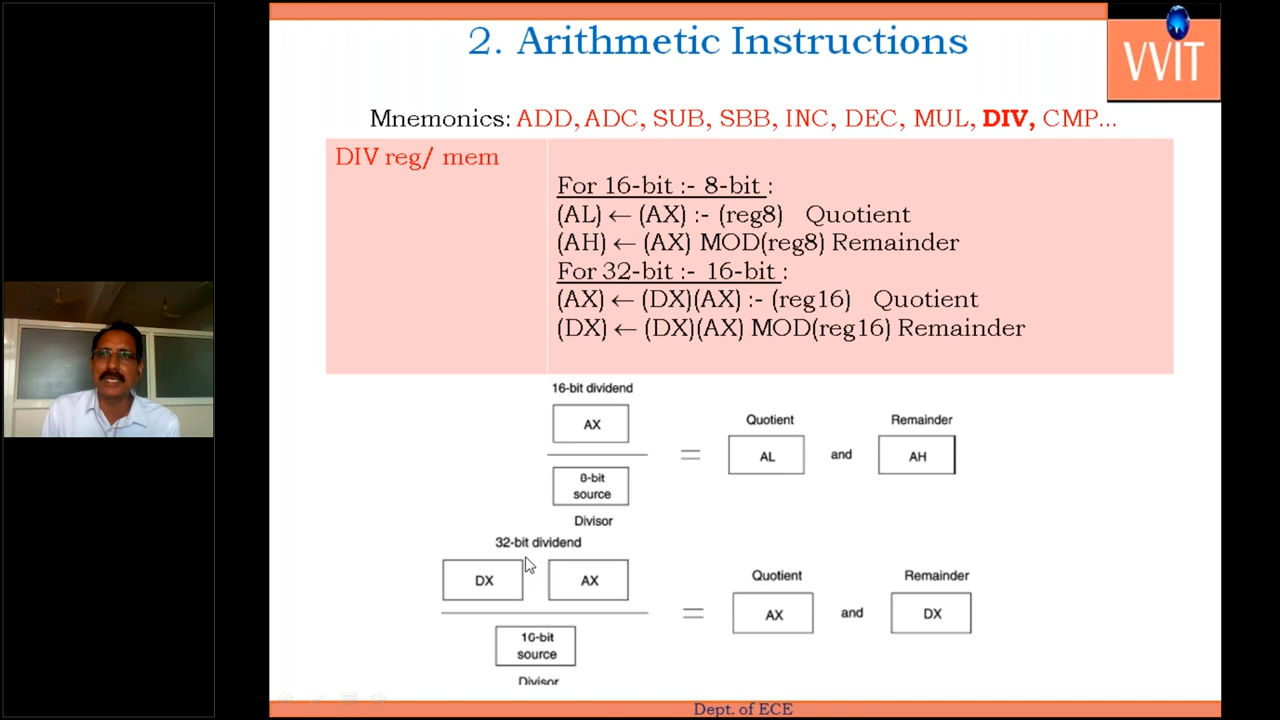 2. Arithmetic Instructions
VVIT
Mnemonics: ADD, ADC, SUB, SBB, INC, DEC, MUL, DIV, CMP...
DIV reg/ mem
For 16-bit :- 8-bit :
(AL) ← (AX) :- (reg8) Quotient
(AH) ← (AX) MOD(reg8) Remainder
For 32-bit :- 16-bit :
(AX) ← (DX)(AX) :- (reg16) Quotient
(DX) ← (DX)(AX) MOD(reg16) Remainder
16-bit dividend
AX
8-bit
source
Divisor
=
Quotient
AL
and
Remainder
AH
32-bit dividend
DX
AX
16-bit
source
Divisor
=
Quotient
AX
and
Remainder
DX
Dept. of ECE